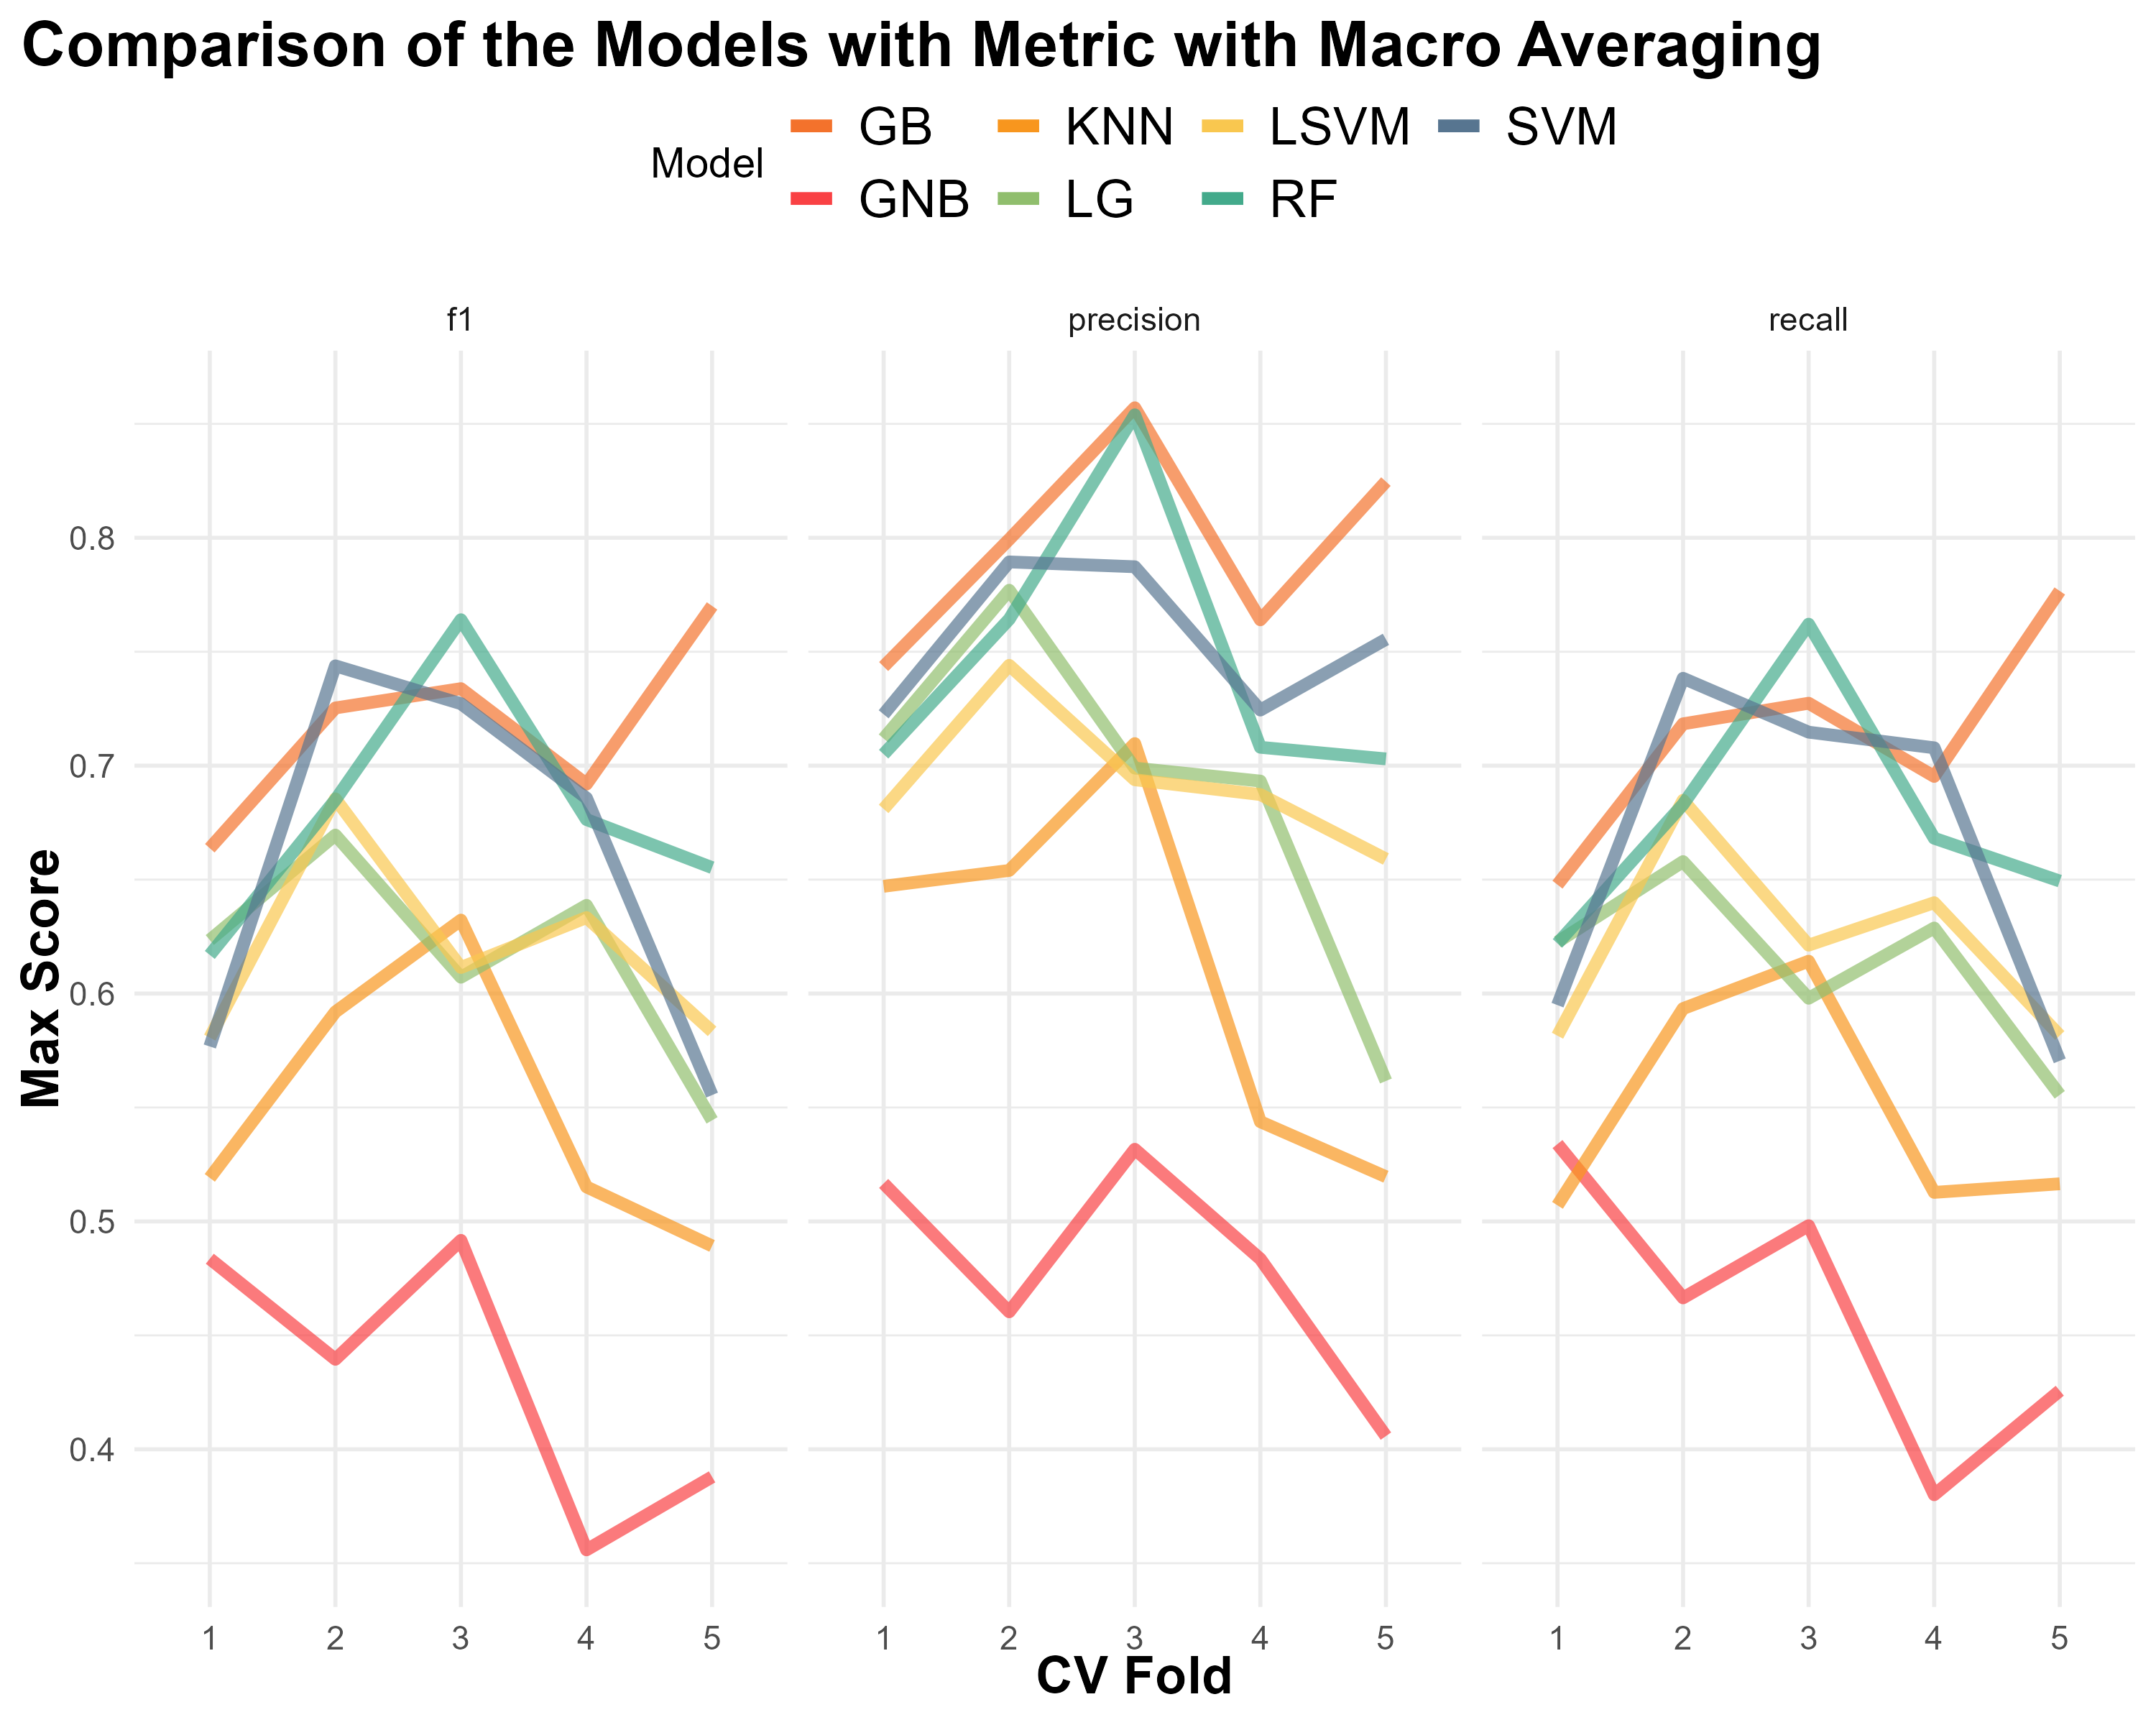 Comparison of the Models with Metric with Macro Averaging
Model
GB KNN LSVM SVM
GNB LG RF
f1 precision recall
0.8
0.7
0.6
0.5
0.4
Max Score
1 2 3 4 5 1 2 3 4 5 1 2 3 4 5
CV Fold